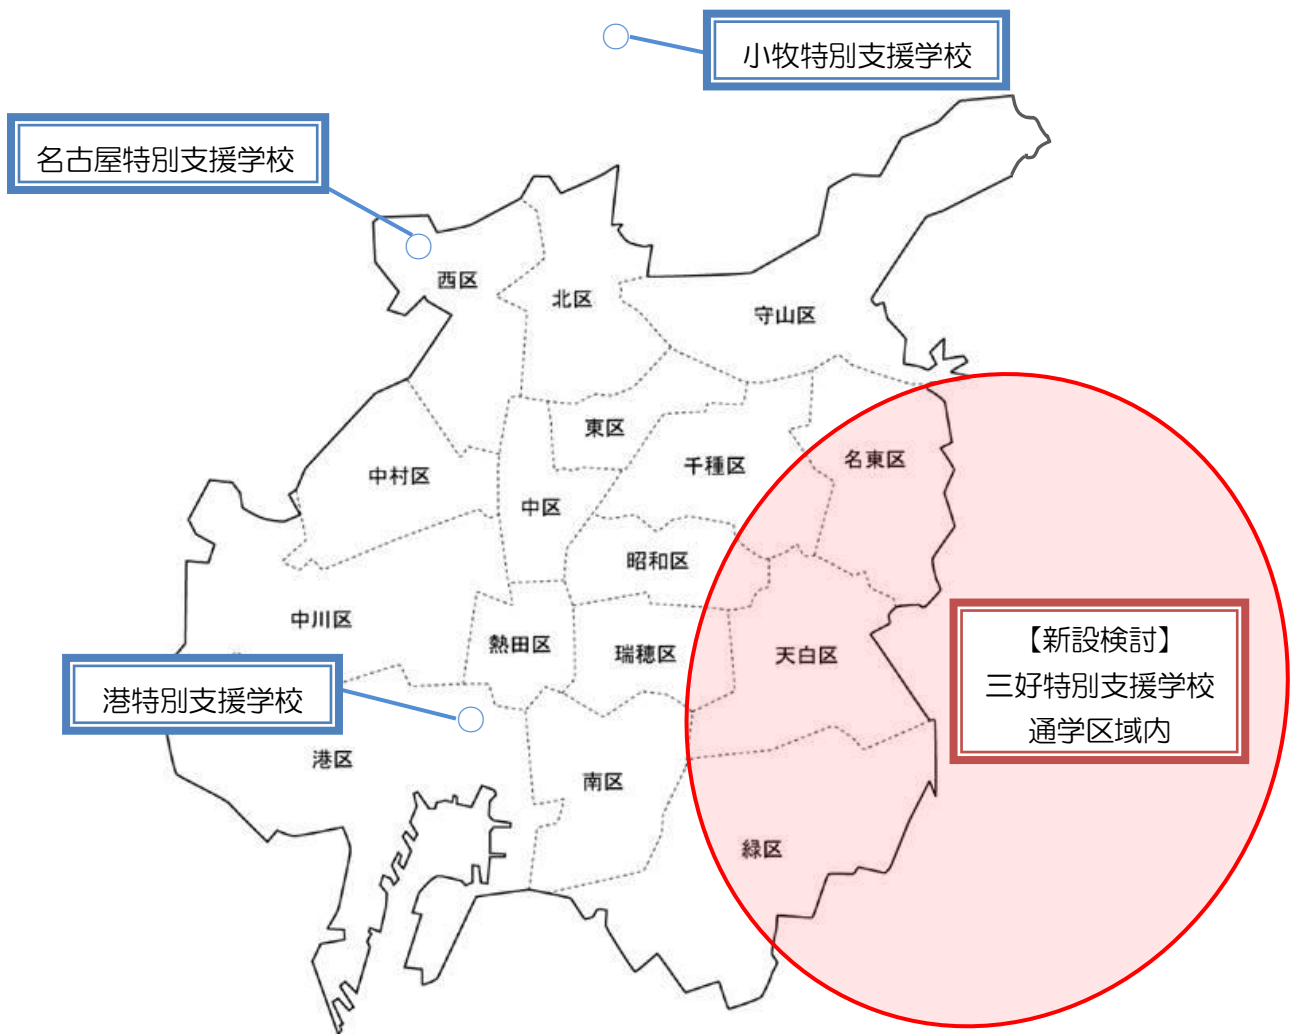 小牧特別支援学校
名古屋特別支援学校
西区
北区
守山区
東区
千種区
名東区
中村区
中区
昭和区
中川区
熱田区
瑞穂区
天白区
【新設検討】
三好特別支援学校
通学区域内
港特別支援学校
港区
南区
緑区